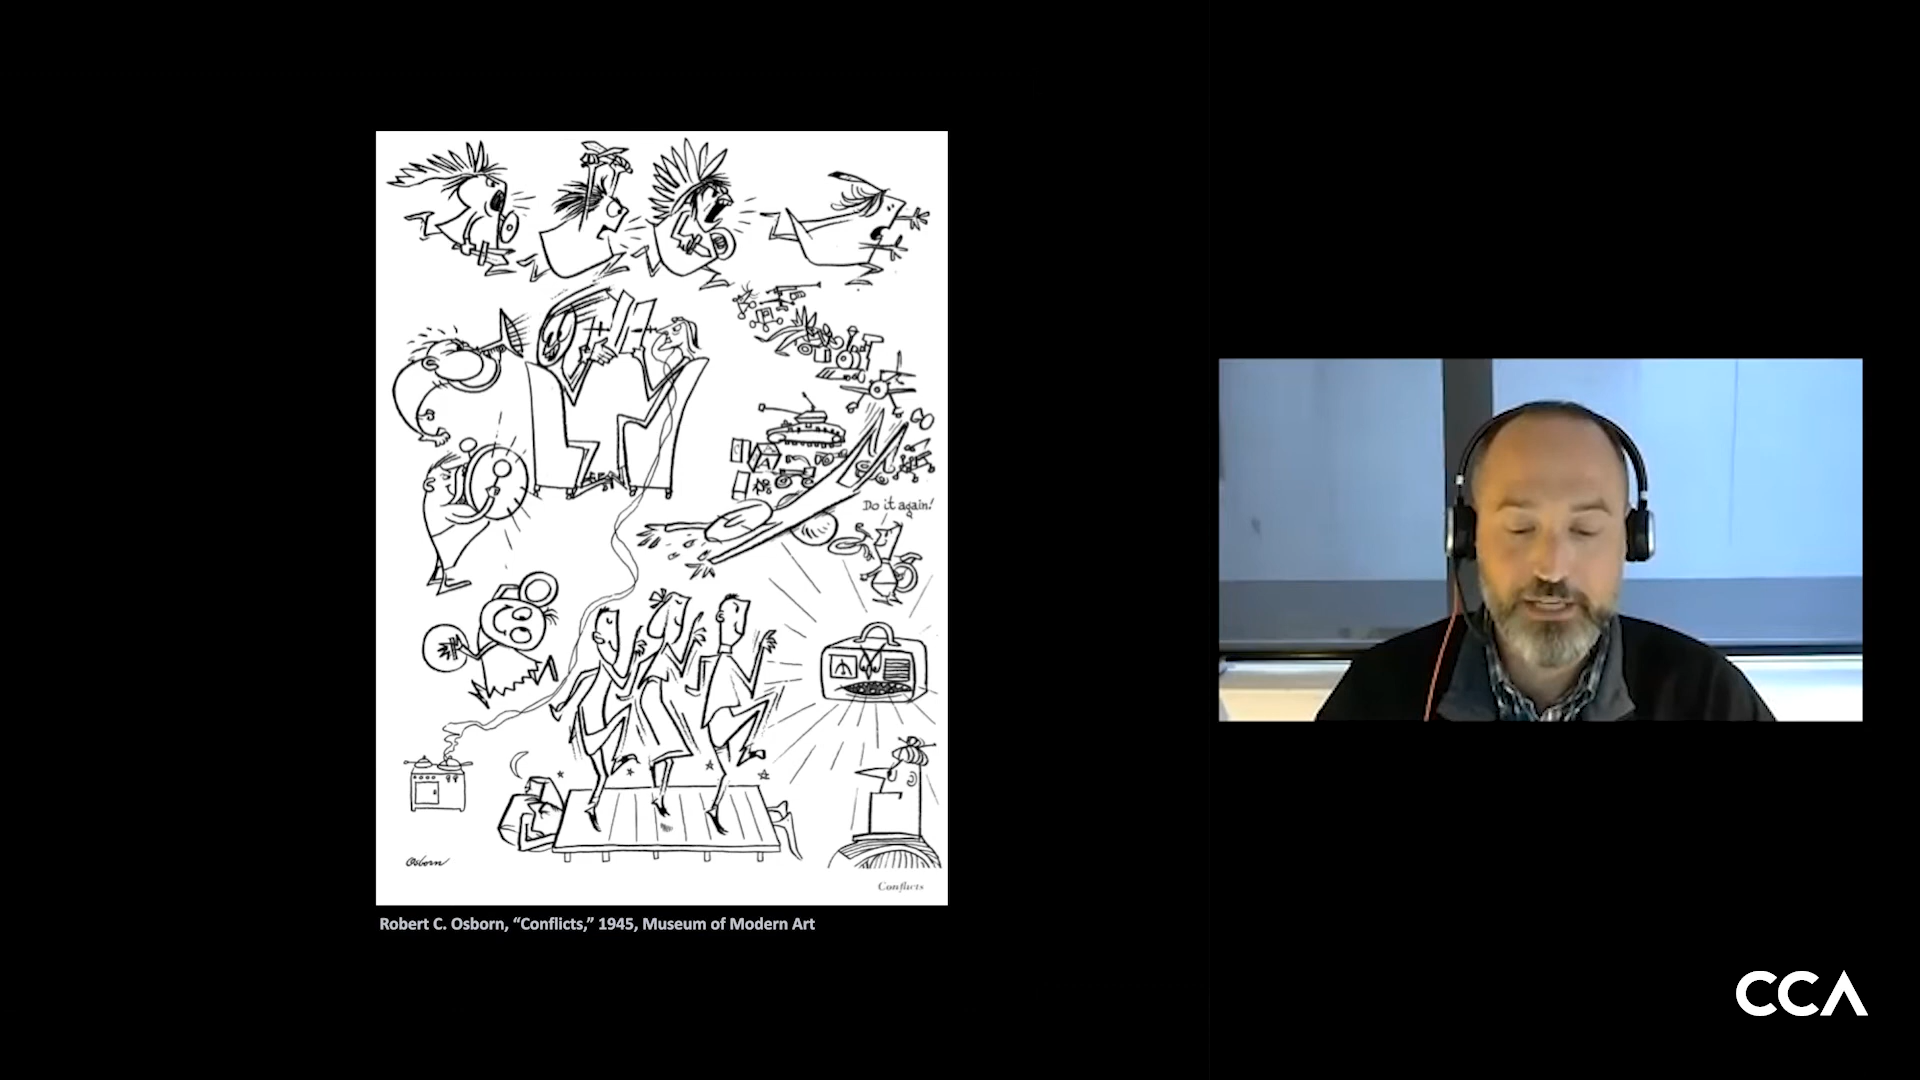 Do it again!
A
Osborn
Conflicts
Robert C. Osborn, “Conflicts,” 1945, Museum of Modern Art
CCA